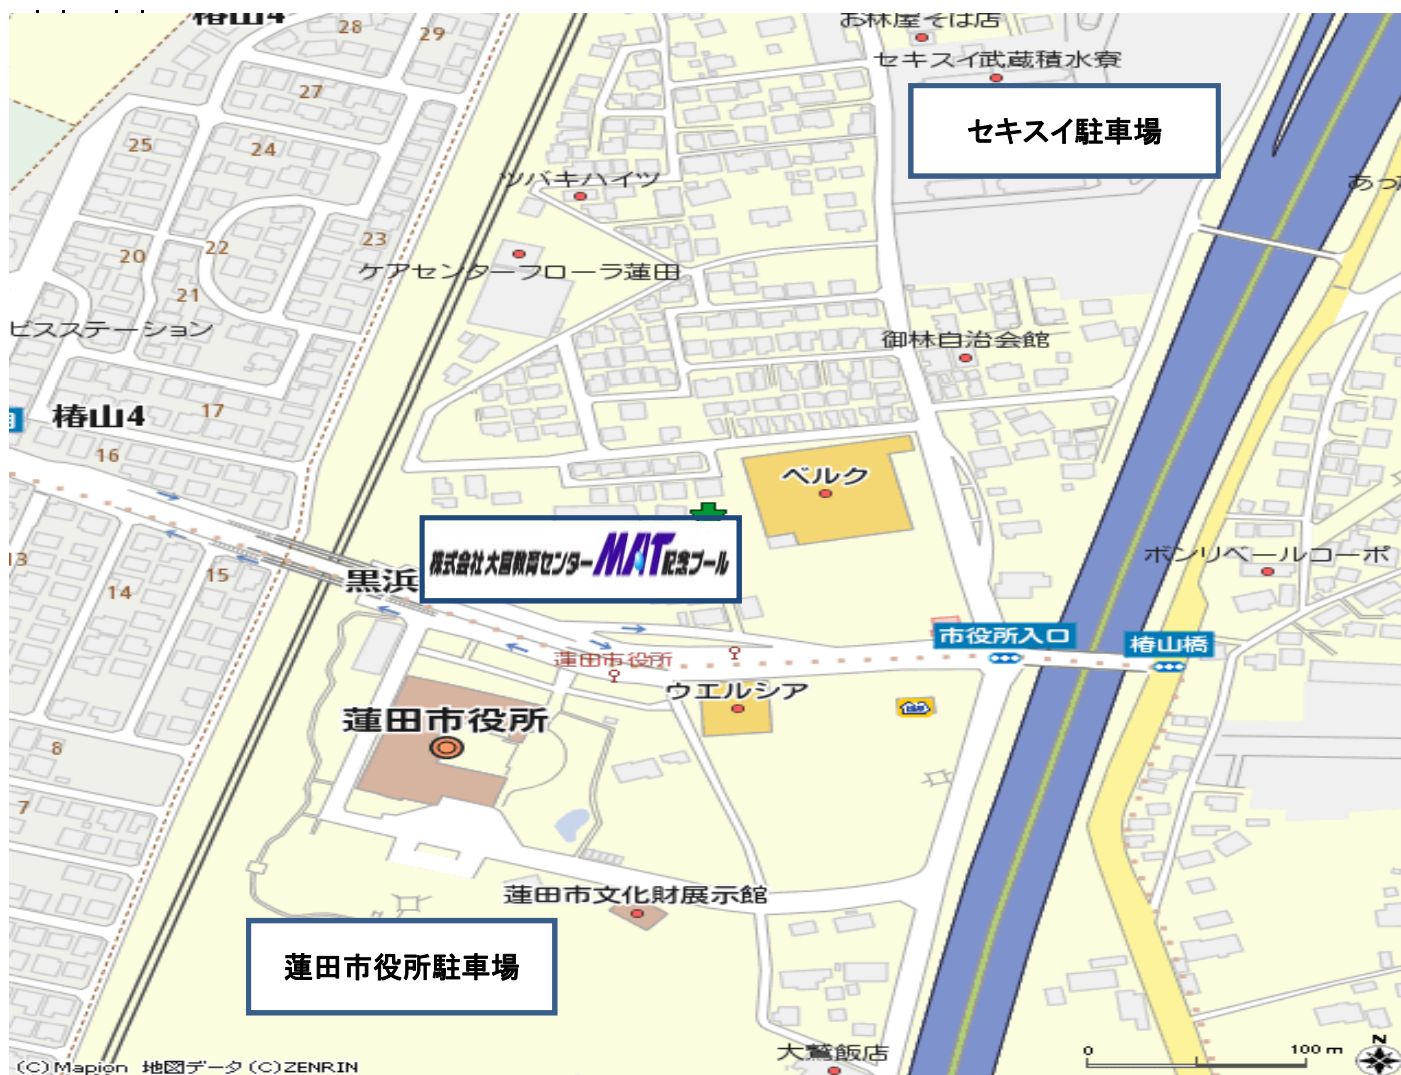 椿山4
28
29
お林屋そば店
セキスイ武蔵積水寮
27
セキスイ駐車場
25
24
ツバキハイツ
あっ
23
22
20
ケアセンターフローラ蓮田
21
ビスステーション
御林自治会館
17
椿山4
16
ベルク
株式会社大宮教育センターMAT記念プール
ボンリベールコーポ
13
15
黒浜
14
市役所入口
椿山橋
蓮田市役所
ウエルシア
蓮田市役所
8
7
蓮田市文化財展示館
蓮田市役所駐車場
大鷲飯店
0 100m
N
(C)Mapion 地図データ(C)ZENRIN